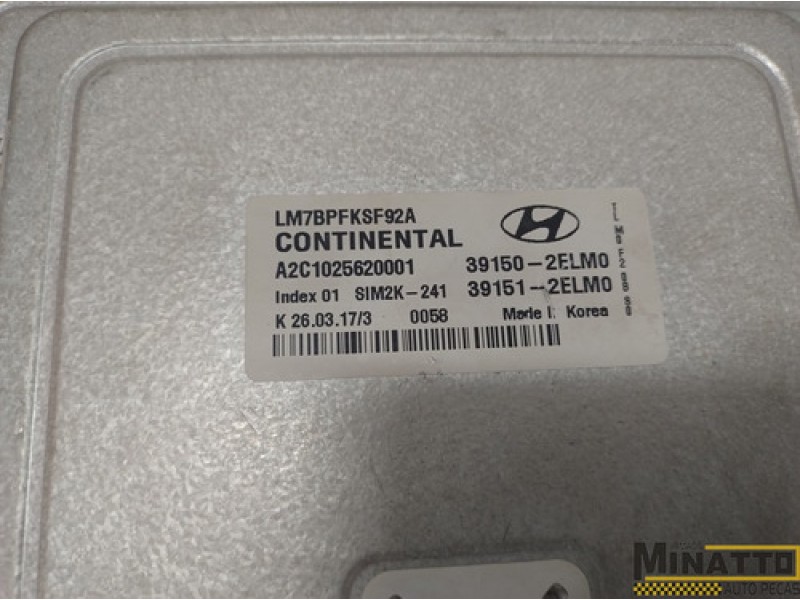 LM7BPFKSF92A
CONTINENTAL
A2C1025620001 39150-2ELM0
Index 01 SIM2K-241 39151-2ELM0
K 26.03.17/3 0058 Made in Korea
MINATTO
AUTO PEÇAS